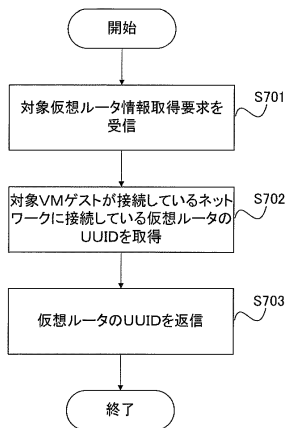 開始
対象仮想ルータ情報取得要求を
受信
S701
対象VMゲストが接続しているネット
ワークに接続している仮想ルータの
UUIDを取得
S702
仮想ルータのUUIDを返信
S703
終了